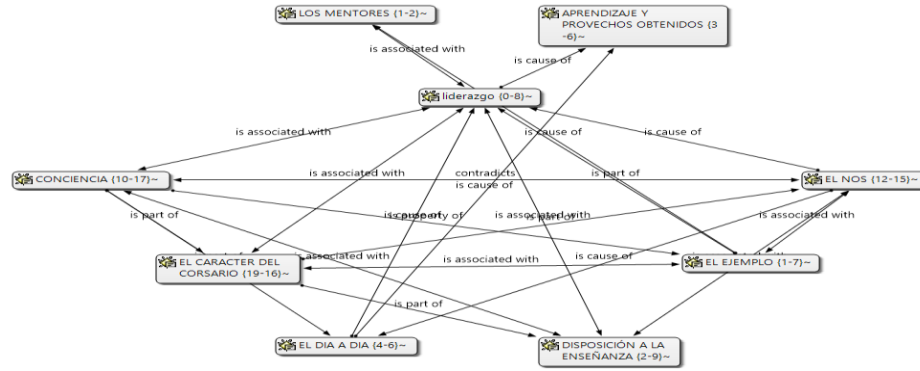 LOS MENTORES {1-2}~
APRENDIZAJE Y
PROVECHOS OBTENIDOS {3
-6}~
is associated with
is cause of
liderazgo {0-8}~
is associated with
is cause of
is cause of
CONCIENCIA {10-17}~
is associated with
contradicts
is cause of
is part of
EL NOS {12-15}~
is part of
is associated with
is associated with
EL CARACTER DEL
CORSARIO {19-16}~
associated with
is associated with
is cause of
EL EJEMPLO {1-7}~
is part of
EL DIA A DIA {4-6}~
DISPOSICIÓN A LA
ENSEÑANZA {2-9}~